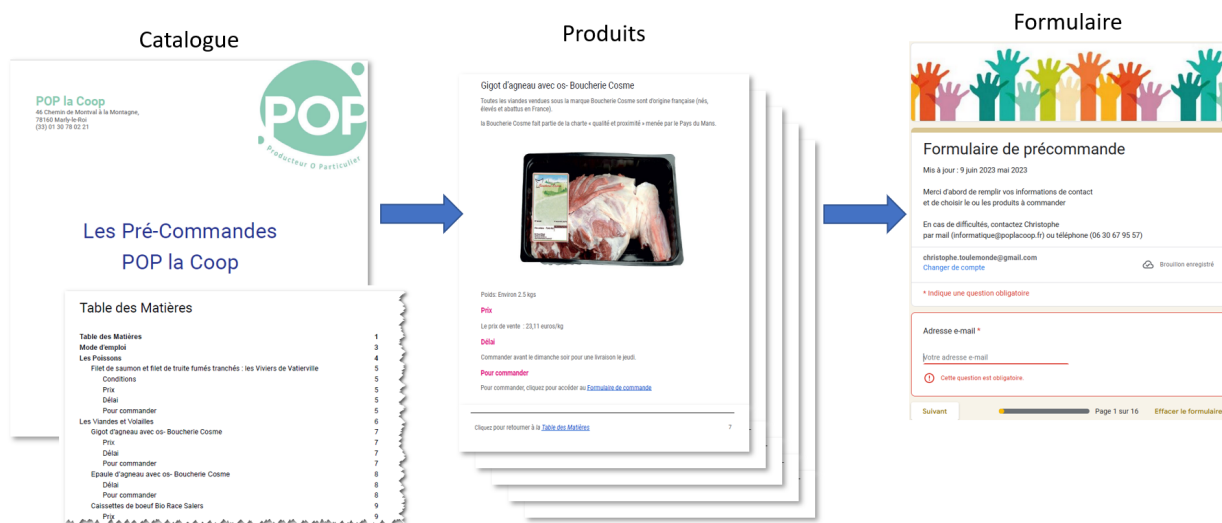 Catalogue
POP la Coop
46 Chemin de Montval à la Montagne,
78160 Marly-le-Roi
(33) 01 30 78 02 21
POP
Producteur O Particulier
Les Pré-Commandes
POP la Coop
Table des Matières
Table des Matières 1
Mode d'emploi 3
Les Poissons 4
Filet de saumon et filet de truite fumés tranchés : les Viviers de Vatierville 5
Conditions 5
Prix 5
Délai 5
Pour commander 5
Les Viandes et Volailles 6
Gigot d'agneau avec os- Boucherie Cosme 7
Prix 7
Délai 7
Pour commander 7
Epaule d'agneau avec os- Boucherie Cosme 8
Délai 8
Pour commander 8
Caissettes de boeuf Bio Race Salers 9
Prix 9
Produits
Gigot d'agneau avec os- Boucherie Cosme
Toutes les viandes vendues sous la marque Boucherie Cosme sont d'origine française (nés,
élevés et abattus en France).
la Boucherie Cosme fait partie de la charte « qualité et proximité » menée par le Pays du Mans.
Poids: Environ 2.5 kgs
Prix
Le prix de vente : 23,11 euros/kg
Délai
Commander avant le dimanche soir pour une livraison le jeudi.
Pour commander
Pour commander, cliquez pour accéder au Formulaire de commande
Cliquez pour retourner à la Table des Matières 7
Formulaire
Formulaire de précommande
Mis à jour : 9 juin 2023 mai 2023
Merci d'abord de remplir vos informations de contact
et de choisir le ou les produits à commander
En cas de difficultés, contactez Christophe
par mail (informatique@poplacoop.fr) ou téléphone (06 30 67 95 57)
christophe.toulemonde@gmail.com
Changer de compte
Brouillon enregistré
* Indique une question obligatoire
Adresse e-mail *
Votre adresse e-mail
Cette question est obligatoire.
Suivant Page 1 sur 16 Effacer le formulaire